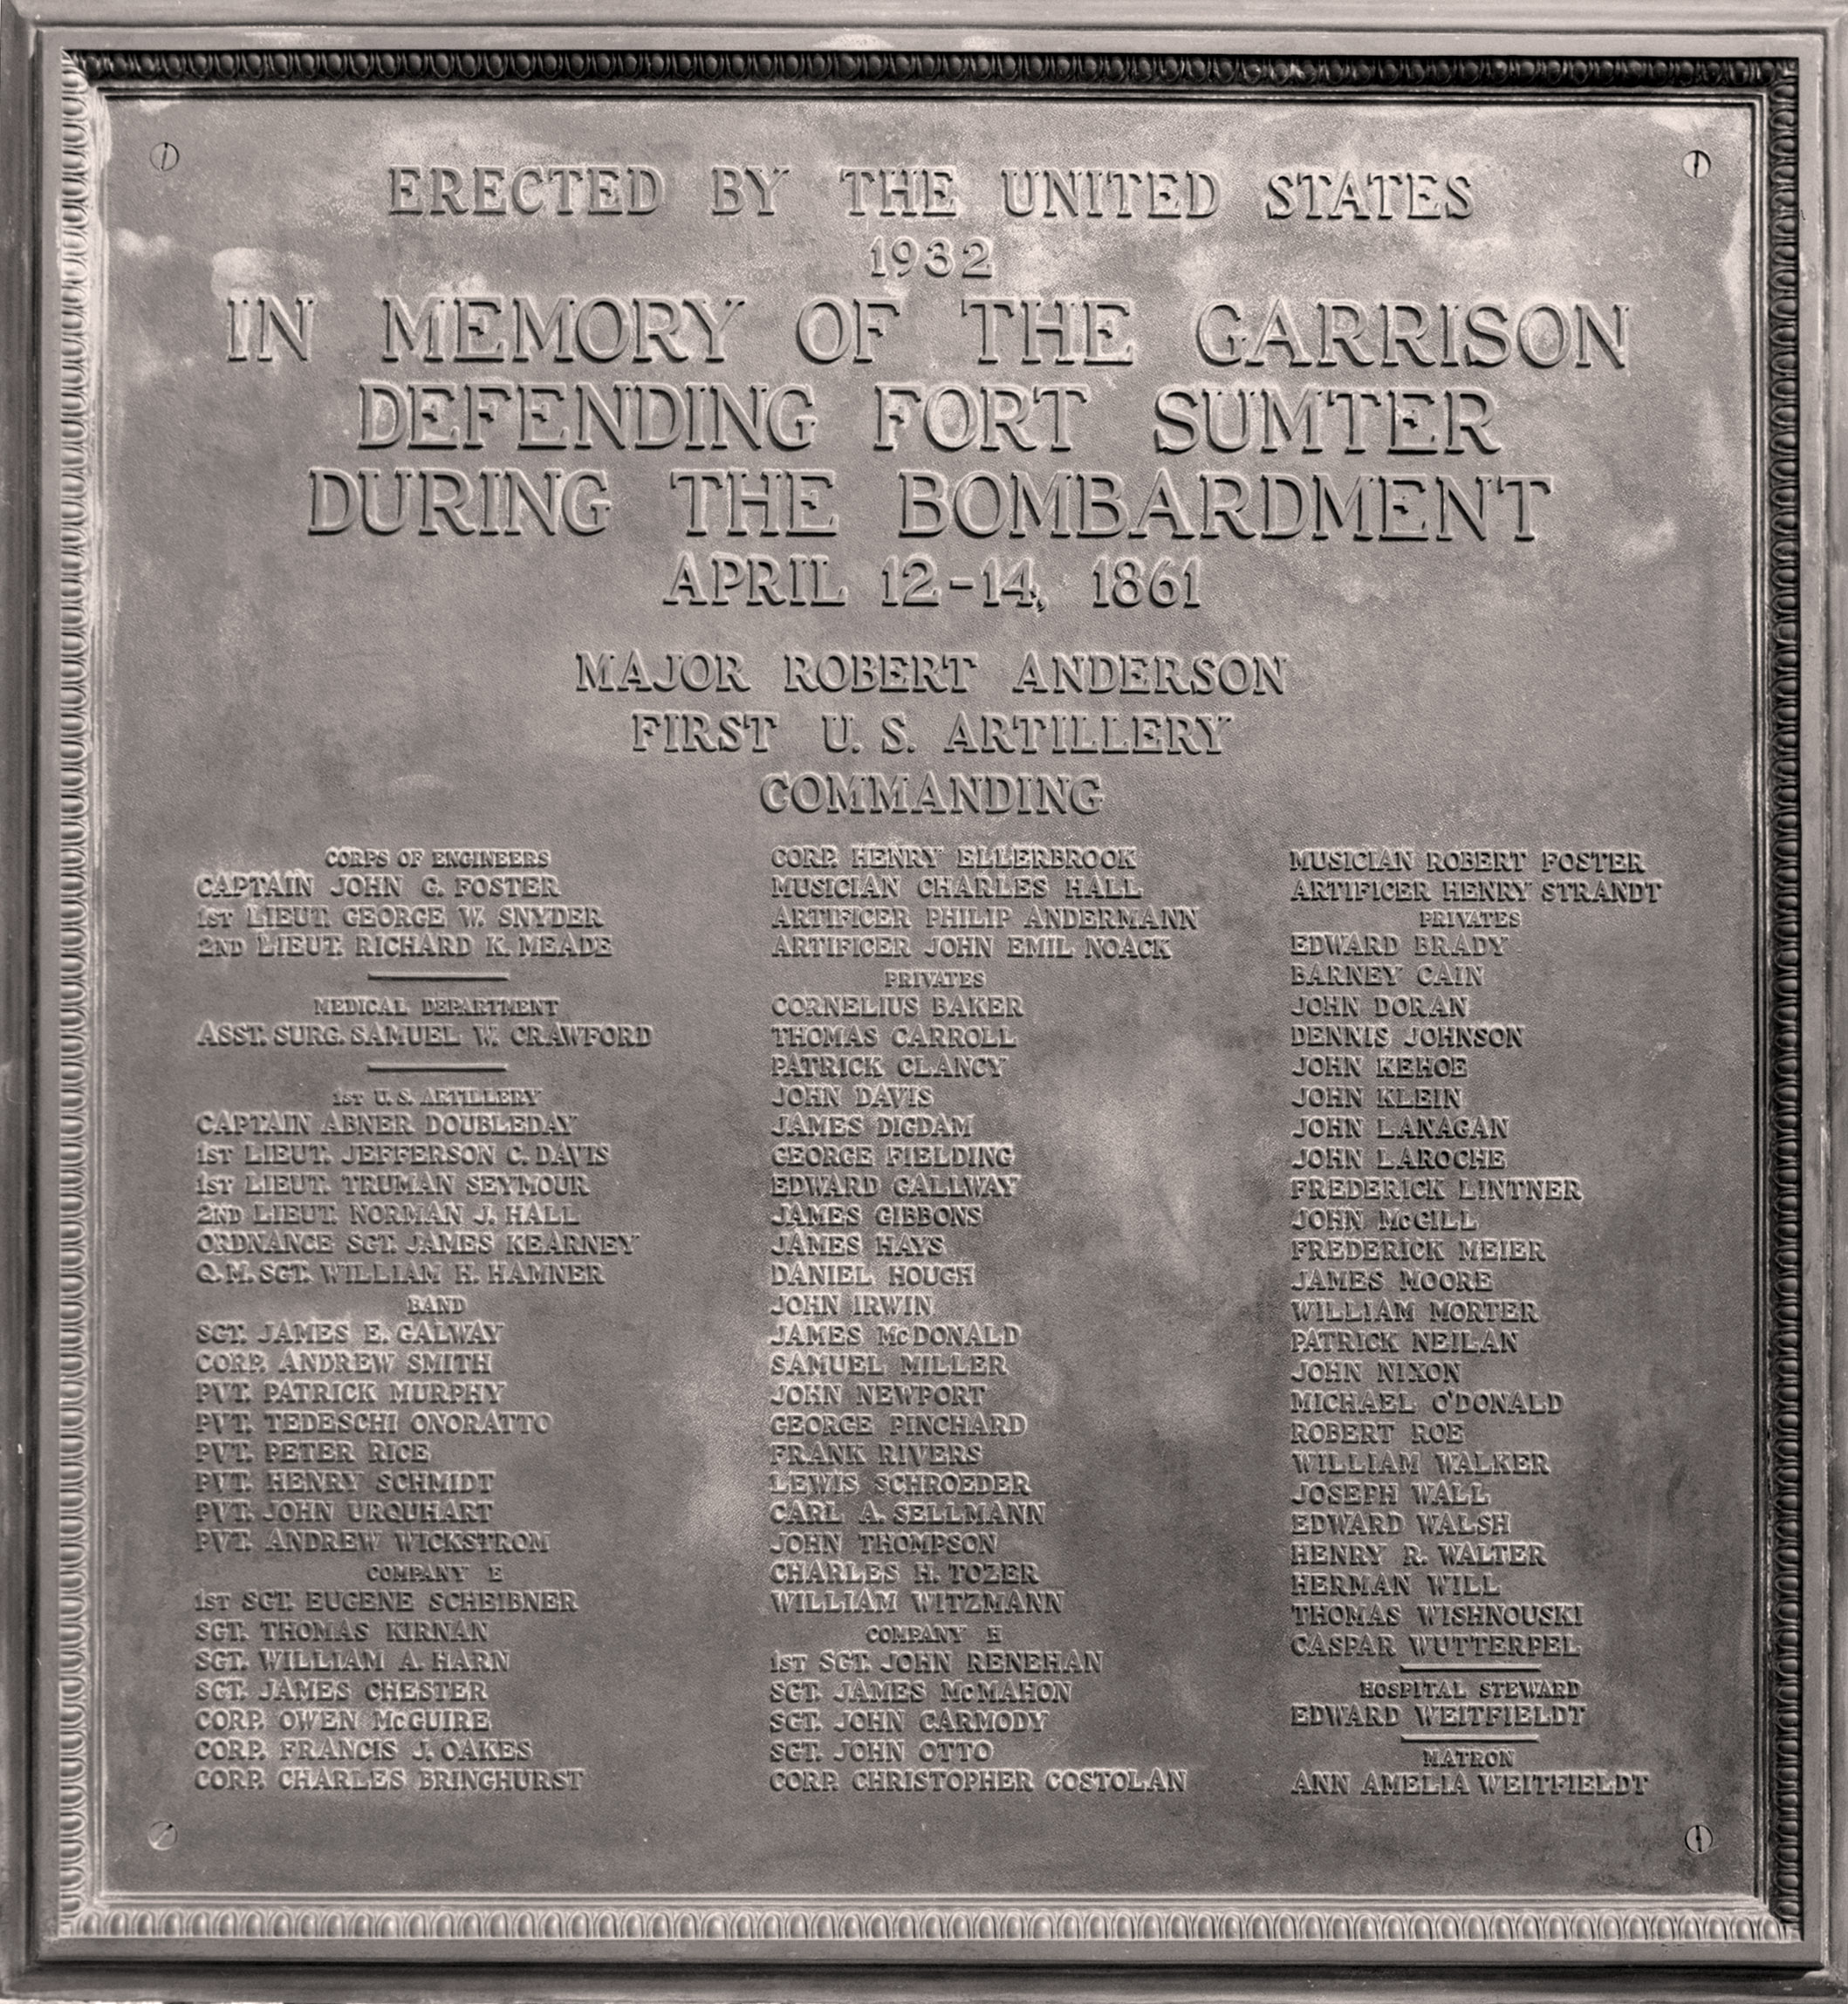 ERECTED BY THE UNITED STATES
1932
IN MEMORY OF THE GARRISON
DEFENDING FORT SUMTER
DURING THE BOMBARDMENT
APRIL 12-14, 1861
MAJOR ROBERT ANDERSON
FIRST U. S. ARTILLERY
COMMANDING
CORPS OF ENGINEERS
CAPTAIN JOHN G. FOSTER
1ST LIEUT. GEORGE W. SNYDER
2ND LIEUT. RICHARD K. MEADE
MEDICAL DEPARTMENT
ASST. SURG. SAMUEL W. CRAWFORD
1ST U. S. ARTILLERY
CAPTAIN ABNER DOUBLEDAY
1ST LIEUT. JEFFERSON C. DAVIS
1ST LIEUT. TRUMAN SEYMOUR
2ND LIEUT. NORMAN J. HALL
ORDNANCE SGT. JAMES KEARNEY
Q. M. SGT. WILLIAM H. HAMNER
BAND
SGT. JAMES E. GALWAY
CORP. ANDREW SMITH
PVT. PATRICK MURPHY
PVT. TEDESCHI ONORATTO
PVT. PETER RICE
PVT. HENRY SCHMIDT
PVT. JOHN URQUHART
PVT. ANDREW WICKSTROM
COMPANY E
1ST SGT. EUGENE SCHEIBNER
SGT. THOMAS KIRNAN
SGT. WILLIAM A. HARN
SGT. JAMES CHESTER
CORP. OWEN McGUIRE
CORP. FRANCIS J. OAKES
CORP. CHARLES BRINGHURST
CORP. HENRY ELLERBROOK
MUSICIAN CHARLES HALL
ARTIFICER PHILIP ANDERMANN
ARTIFICER JOHN EMIL NOACK
PRIVATES
CORNELIUS BAKER
THOMAS CARROLL
PATRICK CLANCY
JOHN DAVIS
JAMES DIGDAM
GEORGE FIELDING
EDWARD GALLWAY
JAMES GIBBONS
JAMES HAYS
DANIEL HOUGH
JOHN IRWIN
JAMES McDONALD
SAMUEL MILLER
JOHN NEWPORT
GEORGE PINCHARD
FRANK RIVERS
LEWIS SCHROEDER
CARL A. SELLMANN
JOHN THOMPSON
CHARLES H. TOZER
WILLIAM WITZMANN
COMPANY H
1ST SGT. JOHN RENEHAN
SGT. JAMES McMAHON
SGT. JOHN CARMODY
SGT. JOHN OTTO
CORP. CHRISTOPHER COSTOLAN
MUSICIAN ROBERT FOSTER
ARTIFICER HENRY STRANDT
PRIVATES
EDWARD BRADY
BARNEY CAIN
JOHN DORAN
DENNIS JOHNSON
JOHN KEHOE
JOHN KLEIN
JOHN LANAGAN
JOHN LAROCHE
FREDERICK LINTNER
JOHN McGILL
FREDERICK MEIER
JAMES MOORE
WILLIAM MORTER
PATRICK NEILAN
JOHN NIXON
MICHAEL O'DONALD
ROBERT ROE
WILLIAM WALKER
JOSEPH WALL
EDWARD WALSH
HENRY R. WALTER
HERMAN WILL
THOMAS WISHNOUSKI
CASPAR WUTTERPEL
HOSPITAL STEWARD
EDWARD WEITFIELDT
MATRON
ANN AMELIA WEITFIELDT